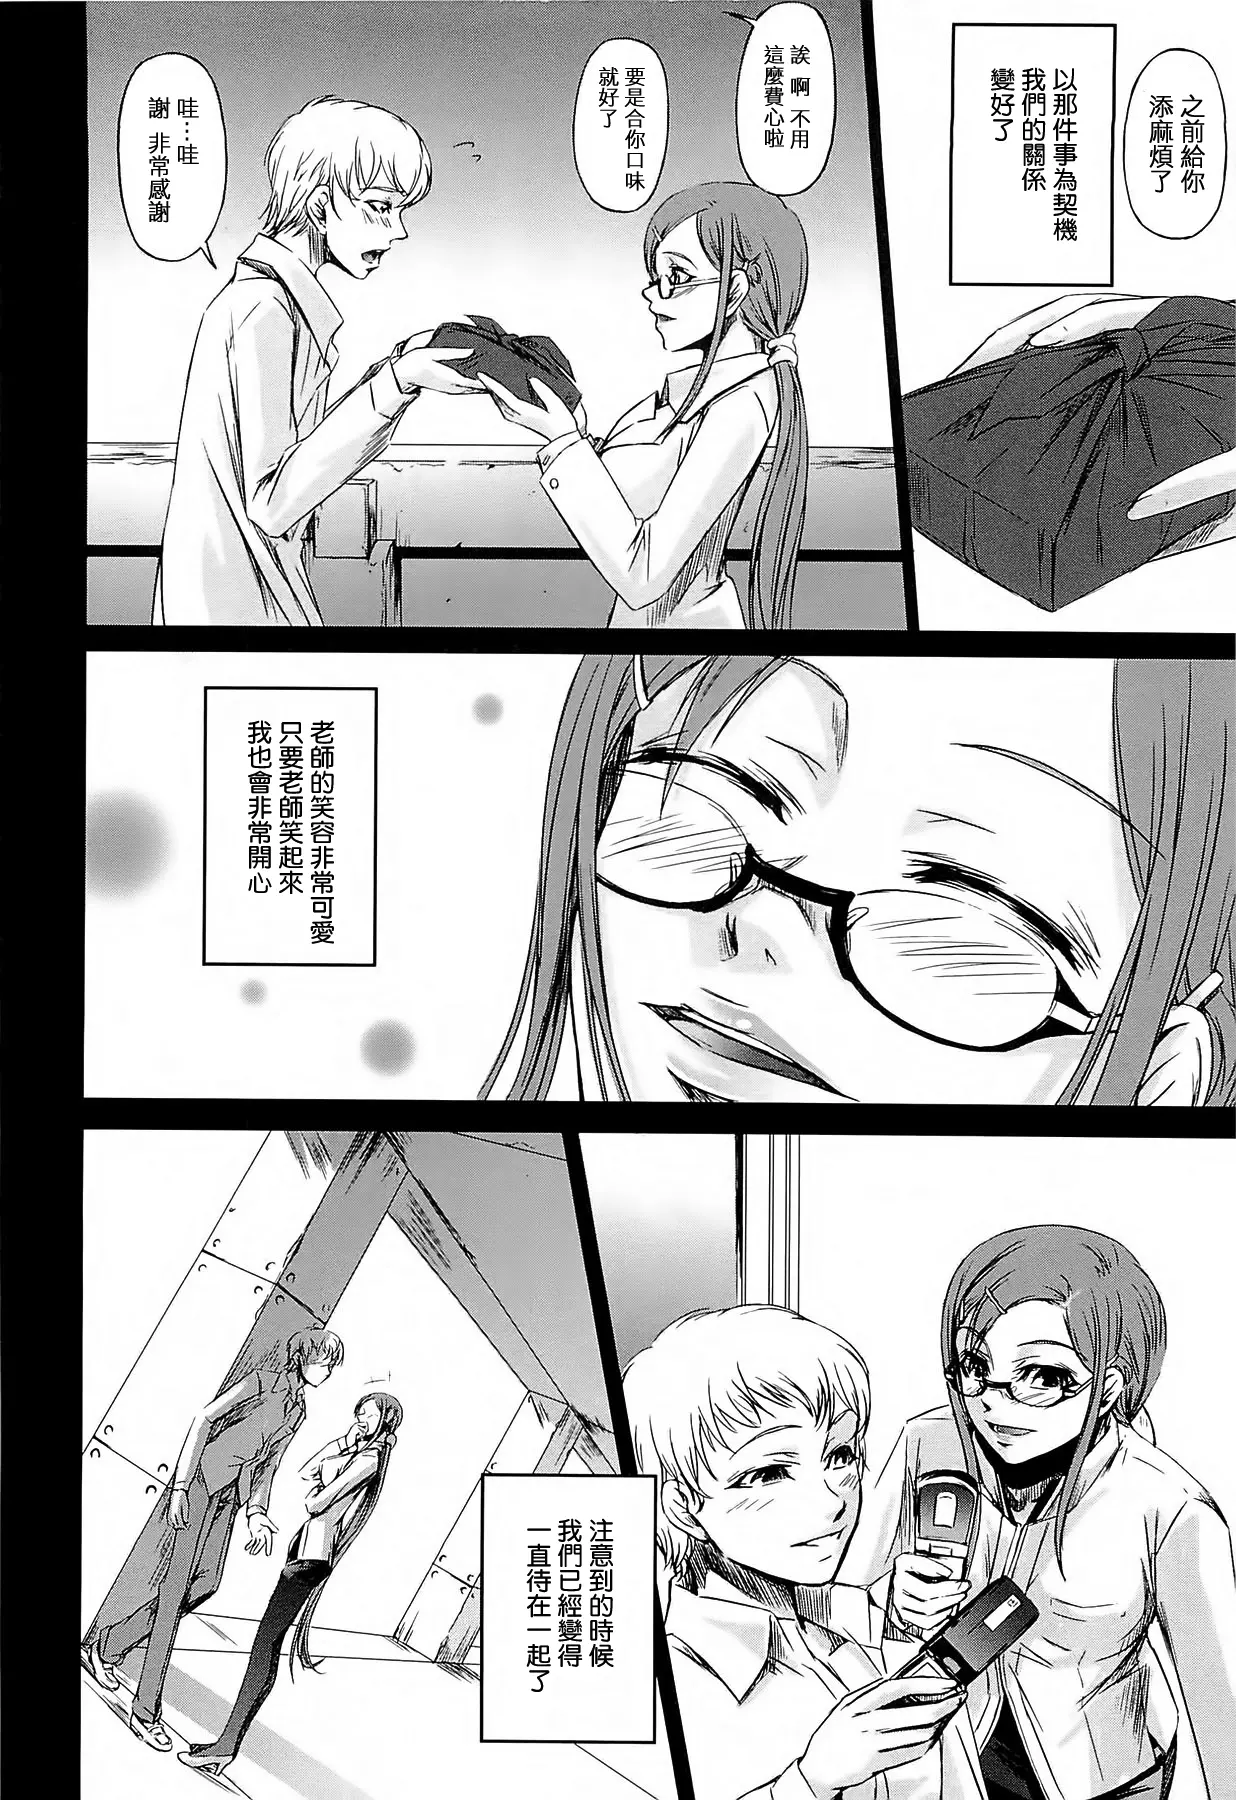 之前給你
添麻煩了
以那件事為契機
我們的關係
變好了
誒 啊 不用
這麼費心啦
要是合你口味
就好了
哇…哇
謝 非常感謝
老師的笑容非常可愛
只要老師笑起來
我也會非常開心
注意到的時候
我們已經變得
一直待在一起了